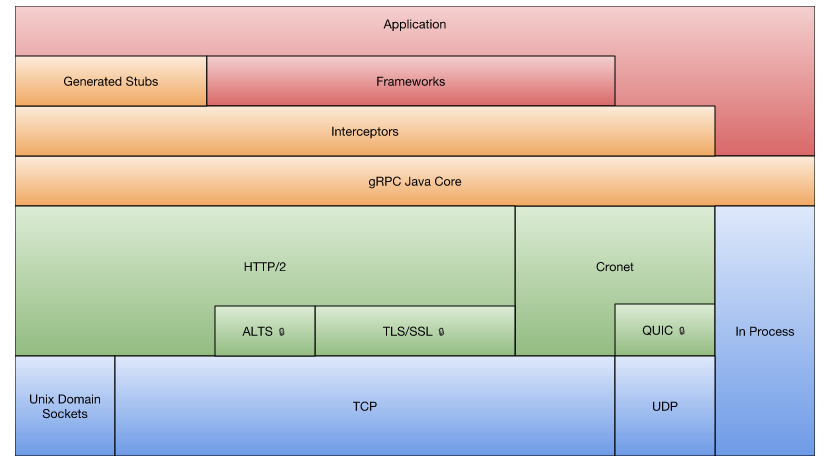 Application
Generated Stubs
Frameworks
Interceptors
gRPC Java Core
HTTP/2
Cronet
ALTS
TLS/SSL
QUIC
In Process
Unix Domain
Sockets
TCP
UDP